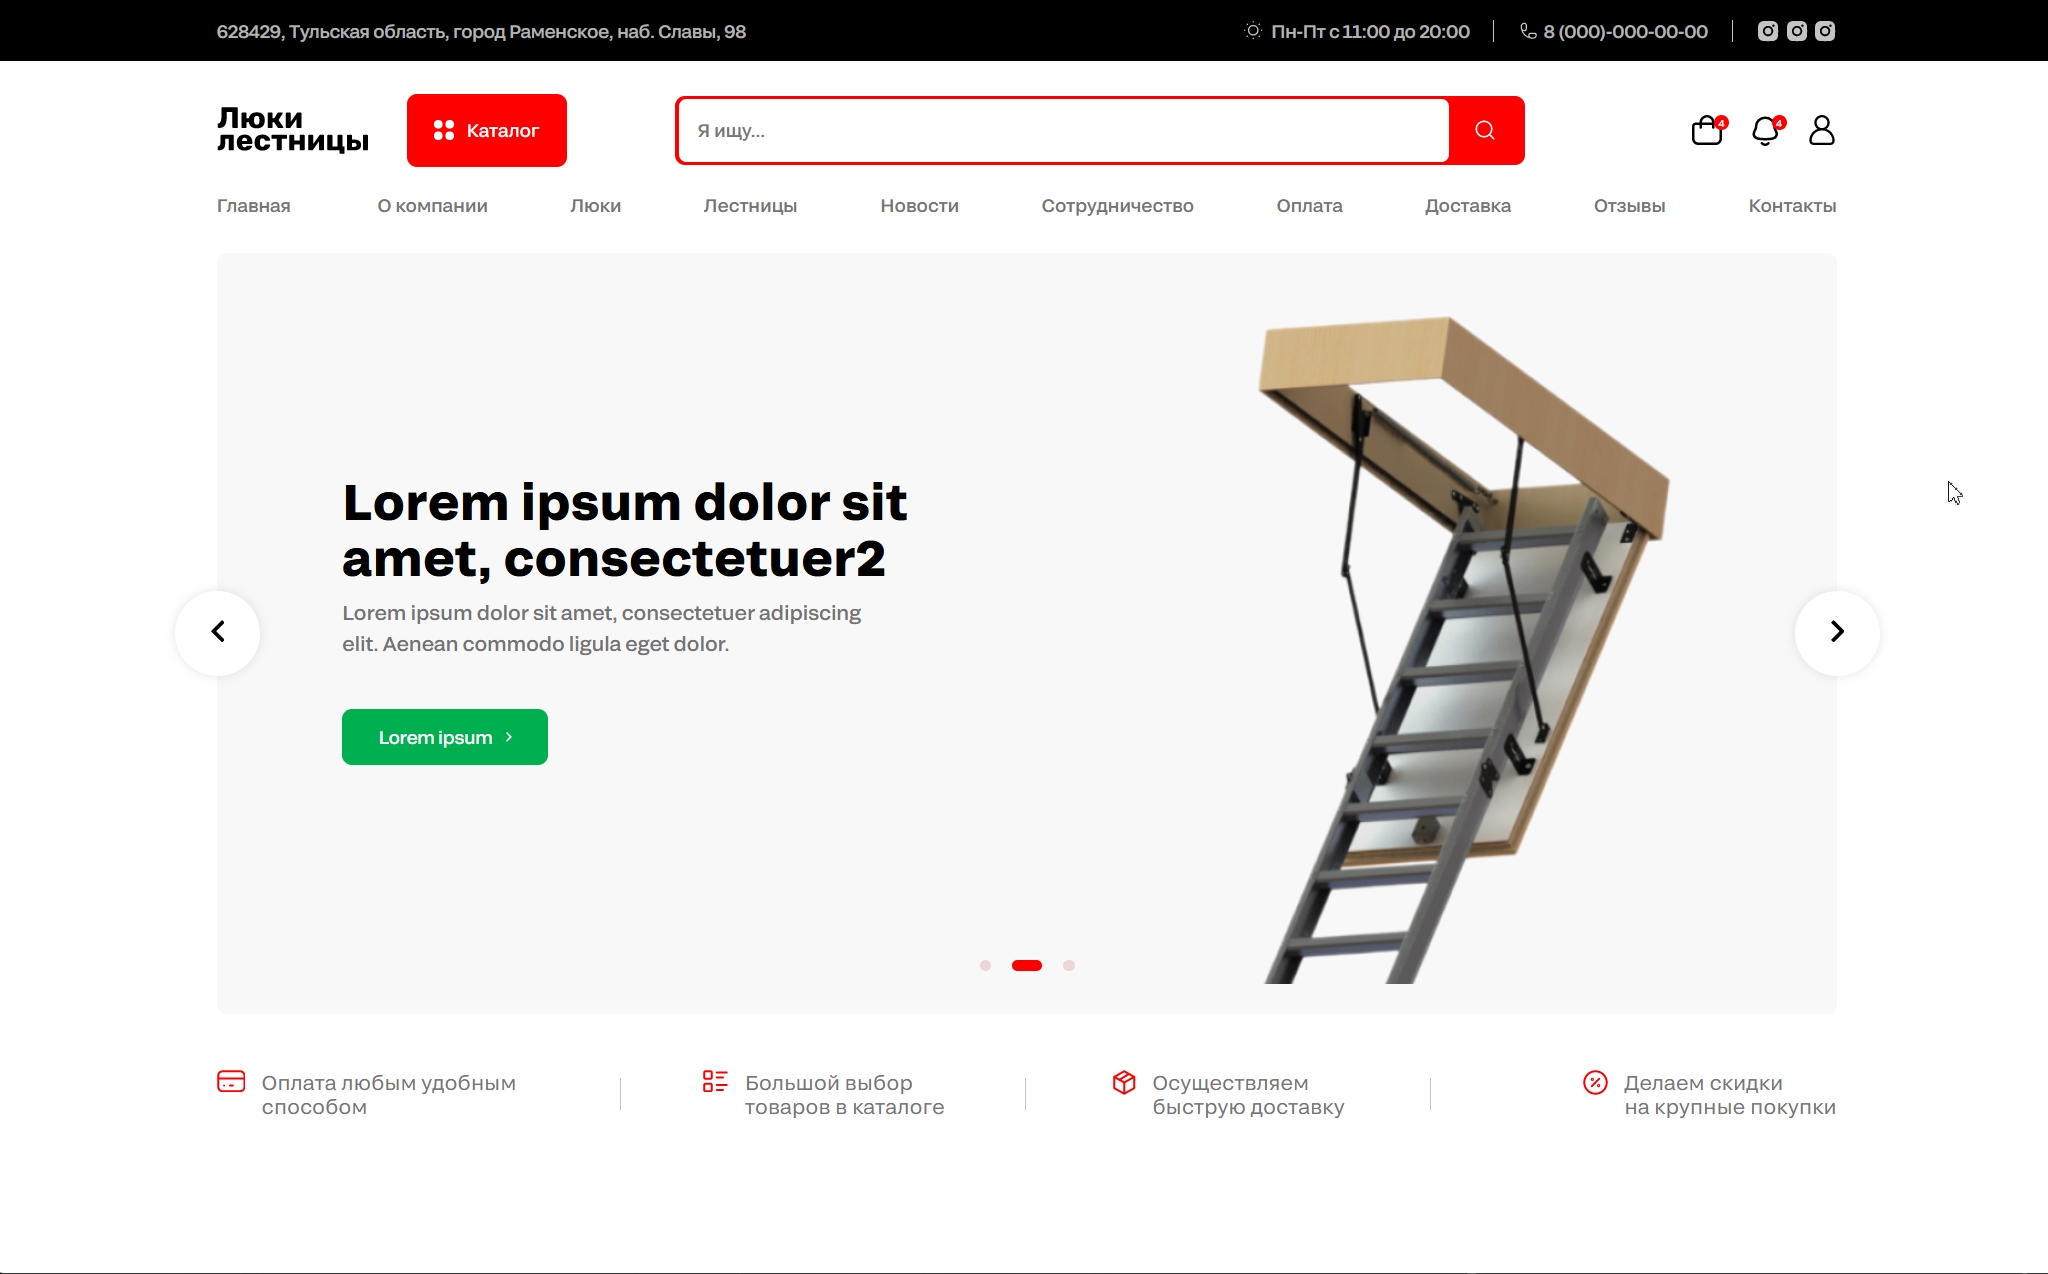 628429, Тульская область, город Раменское, наб. Славы, 98
Пн-Пт с 11:00 до 20:00
8 (000)-000-00-00
Люки
лестницы
Каталог
Я ищу...
4
4
Главная
О компании
Люки
Лестницы
Новости
Сотрудничество
Оплата
Доставка
Отзывы
Контакты
Lorem ipsum dolor sit
amet, consectetuer2
Lorem ipsum dolor sit amet, consectetuer adipiscing
elit. Aenean commodo ligula eget dolor.
Lorem ipsum
Оплата любым удобным
способом
Большой выбор
товаров в каталоге
Осуществляем
быструю доставку
Делаем скидки
на крупные покупки